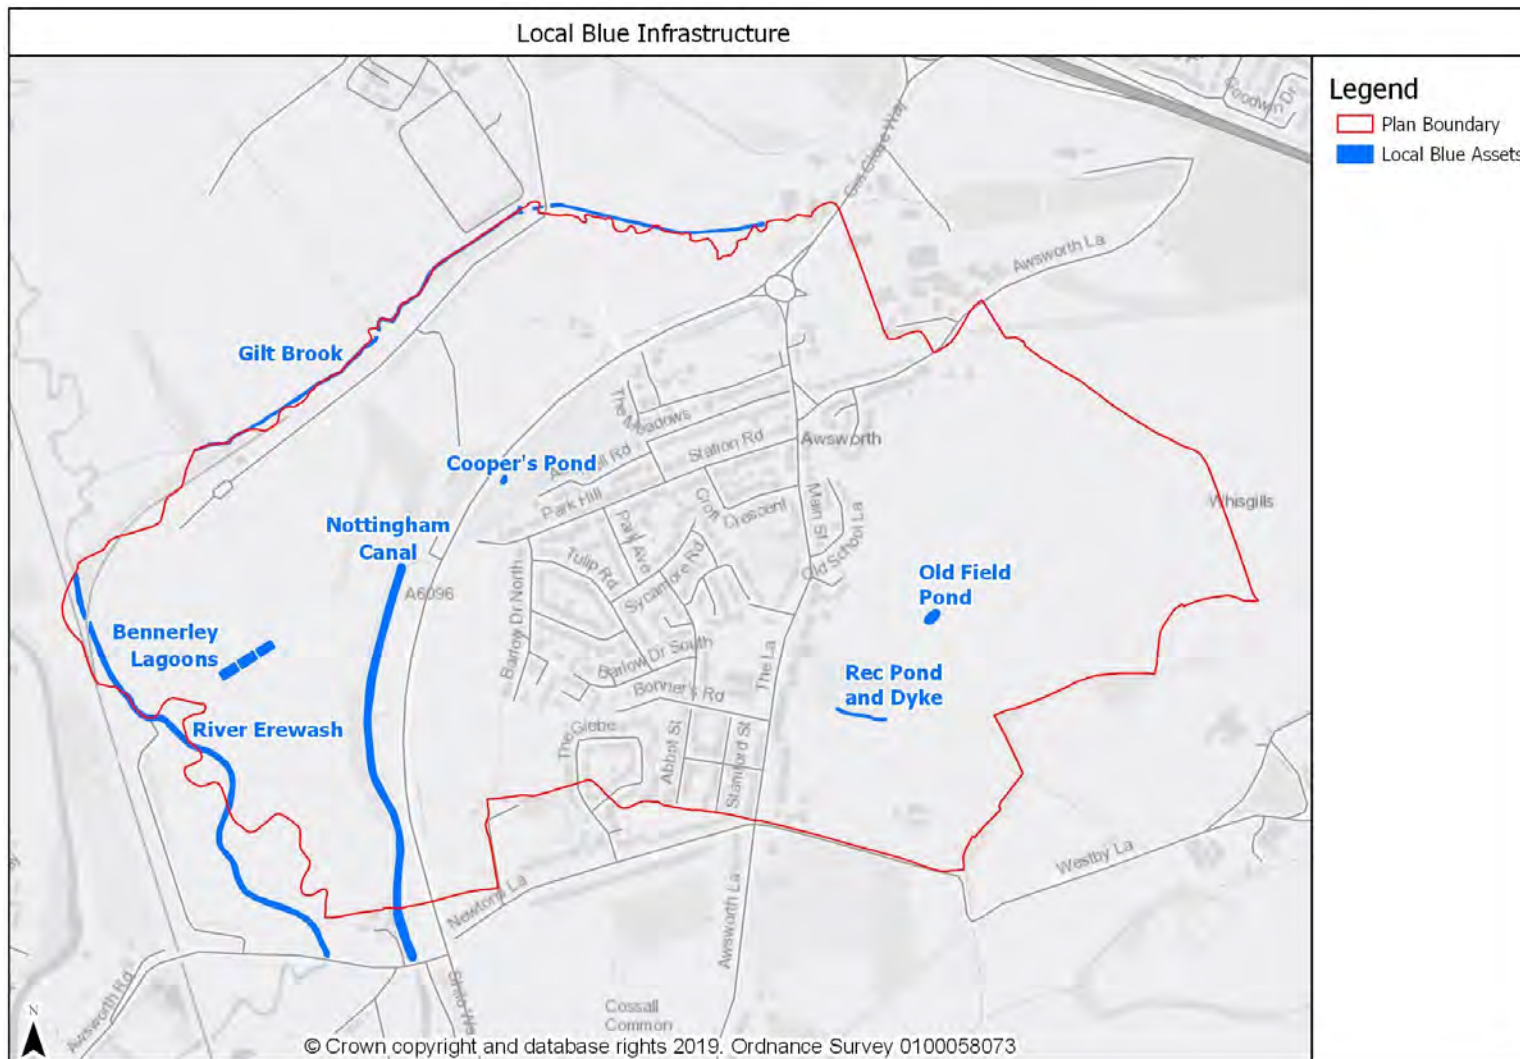 Local Blue Infrastructure
Legend
Plan Boundary
Local Blue Assets
Goodwin Dr
Awsworth La
Gilt Brook
The Meadows
Station Rd
Awsworth
Cooper's Pond
Park Hill
Croft
Crescent
Main St
Whisgills
Nottingham
Canal
Park Ave
Old School La
Tulip Rd
Sycamore Rd
Old Field
Pond
A6096
Barlow Dr North
Bennerley
Lagoons
Barlow Dr South
The La
Rec Pond
and Dyke
Bonner's Rd
River Erewash
The Glebe
Abbot St
Stamford St
Westby La
Newtons La
Awsworth La
Awsworth Rd
Cossall
Common
N
© Crown copyright and database rights 2019. Ordnance Survey 0100058073